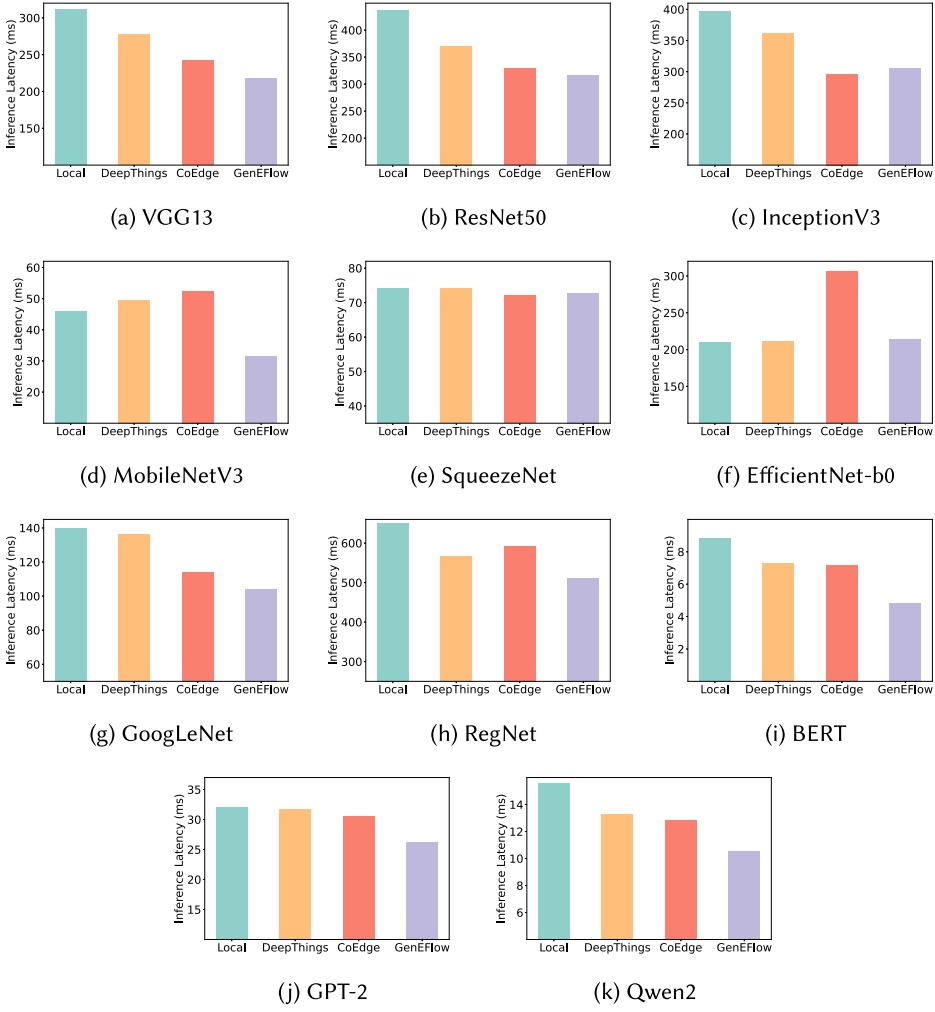 Inference Latency (ms)
300
250
200
150
Local DeepThings CoEdge GenEFlow
(a) VGG13
Inference Latency (ms)
400
350
300
250
200
Local DeepThings CoEdge GenEFlow
(b) ResNet50
Inference Latency (ms)
400
350
300
250
200
Local DeepThings CoEdge GenEFlow
(c) InceptionV3
Inference Latency (ms)
60
50
40
30
20
Local DeepThings CoEdge GenEFlow
(d) MobileNetV3
Inference Latency (ms)
80
70
60
50
40
Local DeepThings CoEdge GenEFlow
(e) SqueezeNet
Inference Latency (ms)
300
250
200
150
Local DeepThings CoEdge GenEFlow
(f) EfficientNet-b0
Inference Latency (ms)
140
120
100
80
60
Local DeepThings CoEdge GenEFlow
(g) GoogLeNet
Inference Latency (ms)
600
500
400
300
Local DeepThings CoEdge GenEFlow
(h) RegNet
Inference Latency (ms)
8
6
4
2
Local DeepThings CoEdge GenEFlow
(i) BERT
Inference Latency (ms)
35
30
25
20
15
Local DeepThings CoEdge GenEFlow
(j) GPT-2
Inference Latency (ms)
14
12
10
8
6
Local DeepThings CoEdge GenEFlow
(k) Qwen2